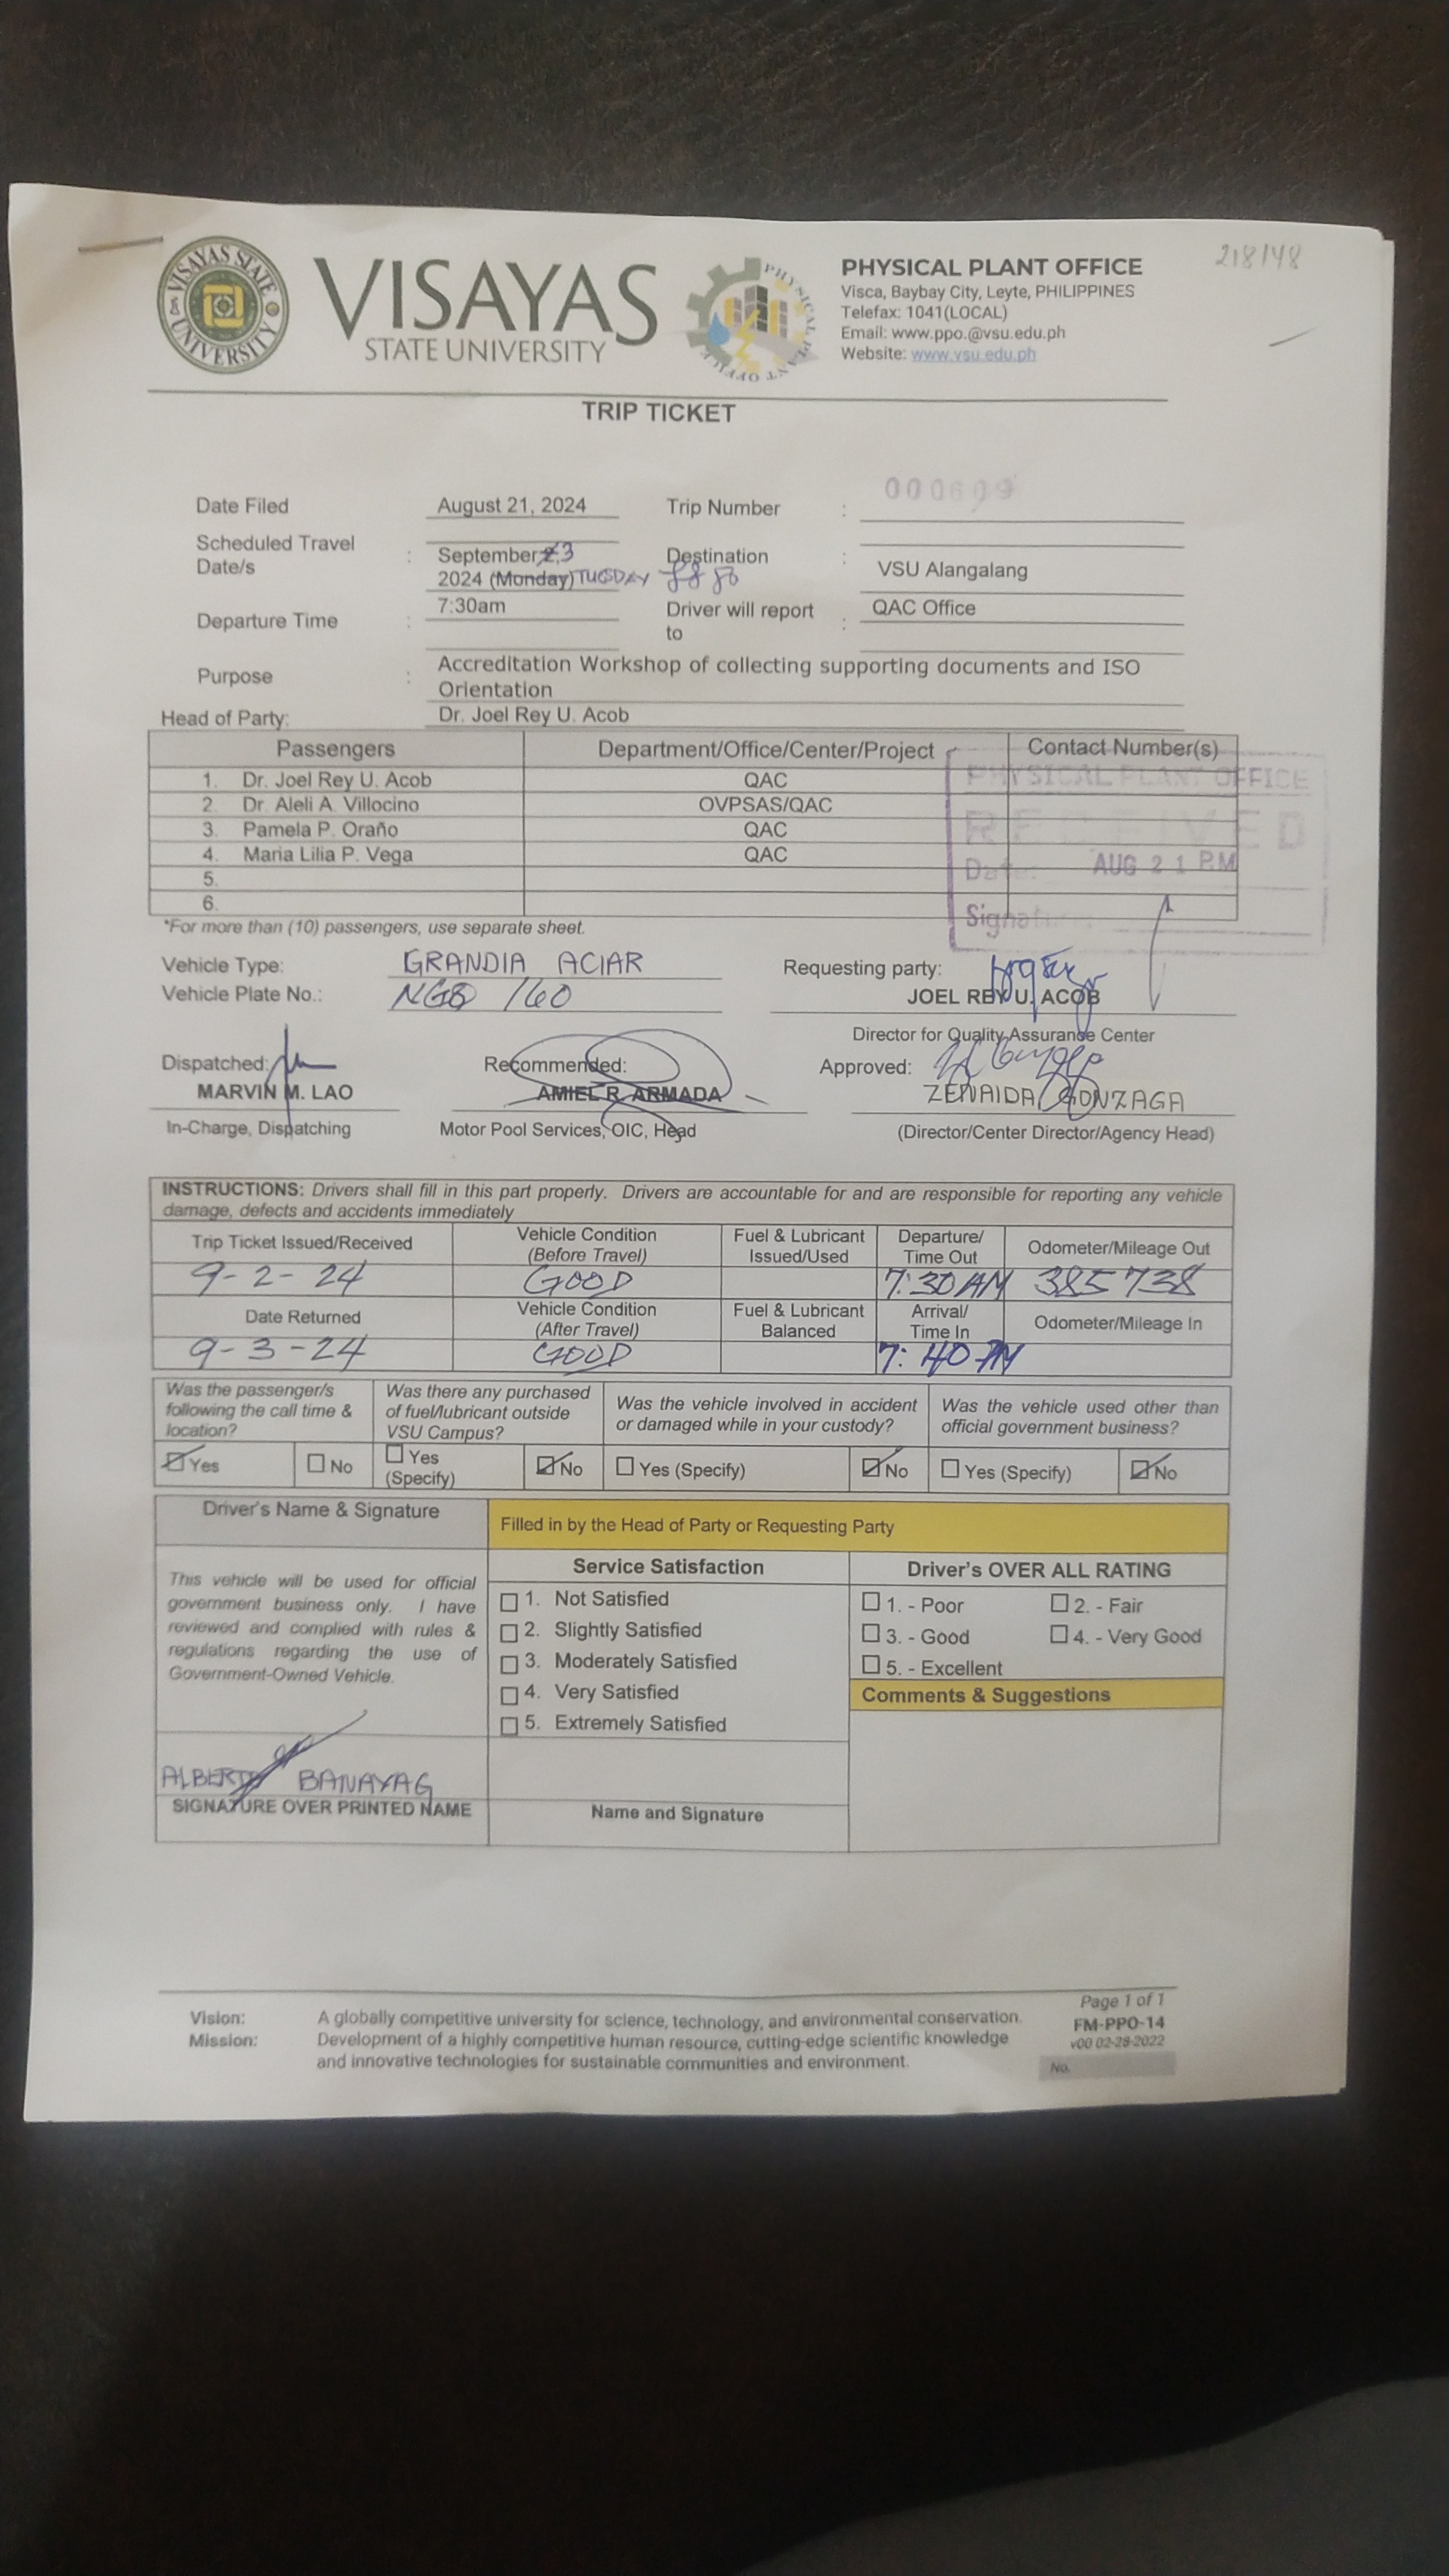 VISAYAS STATE UNIVERSITY
VISAYAS
STATE UNIVERSITY
PHYSICAL PLANT OFFICE
PHYSICAL PLANT OFFICE
Visca, Baybay City, Leyte, PHILIPPINES
Telefax: 1041(LOCAL)
Email: www.ppo.@vsu.edu.ph
Website: www.vsu.edu.ph
218148
TRIP TICKET
000609
Date Filed August 21, 2024 Trip Number :
Scheduled Travel Date/s : September 3 Destination : VSU Alangalang
2024 (Monday) TUESDAY
Departure Time : 7:30am Driver will report to : QAC Office
Purpose : Accreditation Workshop of collecting supporting documents and ISO
Orientation
Head of Party: Dr. Joel Rey U. Acob
Passengers Department/Office/Center/Project Contact Number(s)
1. Dr. Joel Rey U. Acob QAC
2. Dr. Aleli A. Villocino OVPSAS/QAC
3. Pamela P. Oraño QAC
4. Maria Lilia P. Vega QAC
5.
6.
PHYSICAL PLANT OFFICE
RECEIVED
Date: AUG 21 P.M
Signature:
*For more than (10) passengers, use separate sheet.
Vehicle Type: GRANDIA ACIAR Requesting party:
Vehicle Plate No.: NGB 160 JOEL REY U. ACOB
Director for Quality Assurance Center
Dispatched: Recommended: Approved:
MARVIN M. LAO AMIEL R. ARMADA ZENAIDA GONZAGA
In-Charge, Dispatching Motor Pool Services, OIC, Head (Director/Center Director/Agency Head)
INSTRUCTIONS: Drivers shall fill in this part properly. Drivers are accountable for and are responsible for reporting any vehicle
damage, defects and accidents immediately
Trip Ticket Issued/Received Vehicle Condition (Before Travel) Fuel & Lubricant Issued/Used Departure/ Time Out Odometer/Mileage Out
9-2-24 GOOD 7:30 AM 385738
Date Returned Vehicle Condition (After Travel) Fuel & Lubricant Balanced Arrival/ Time In Odometer/Mileage In
9-3-24 GOOD 7:40
Was the passenger/s following the call time & location? Was there any purchased of fuel/lubricant outside VSU Campus? Was the vehicle involved in accident or damaged while in your custody? Was the vehicle used other than official government business?
Yes No Yes (Specify) No Yes (Specify) No Yes (Specify) No
Driver's Name & Signature Filled in by the Head of Party or Requesting Party
Service Satisfaction Driver's OVER ALL RATING
This vehicle will be used for official
government business only. I have
reviewed and complied with rules &
regulations regarding the use of
Government-Owned Vehicle.
1. Not Satisfied
2. Slightly Satisfied
3. Moderately Satisfied
4. Very Satisfied
5. Extremely Satisfied
1. - Poor 2. - Fair
3. - Good 4. - Very Good
5. - Excellent
Comments & Suggestions
ALBERTO BANAYAG
SIGNATURE OVER PRINTED NAME Name and Signature
Vision: A globally competitive university for science, technology, and environmental conservation.
Mission: Development of a highly competitive human resource, cutting-edge scientific knowledge
and innovative technologies for sustainable communities and environment.
Page 1 of 1
FM-PPO-14
v00 02-28-2022
No.